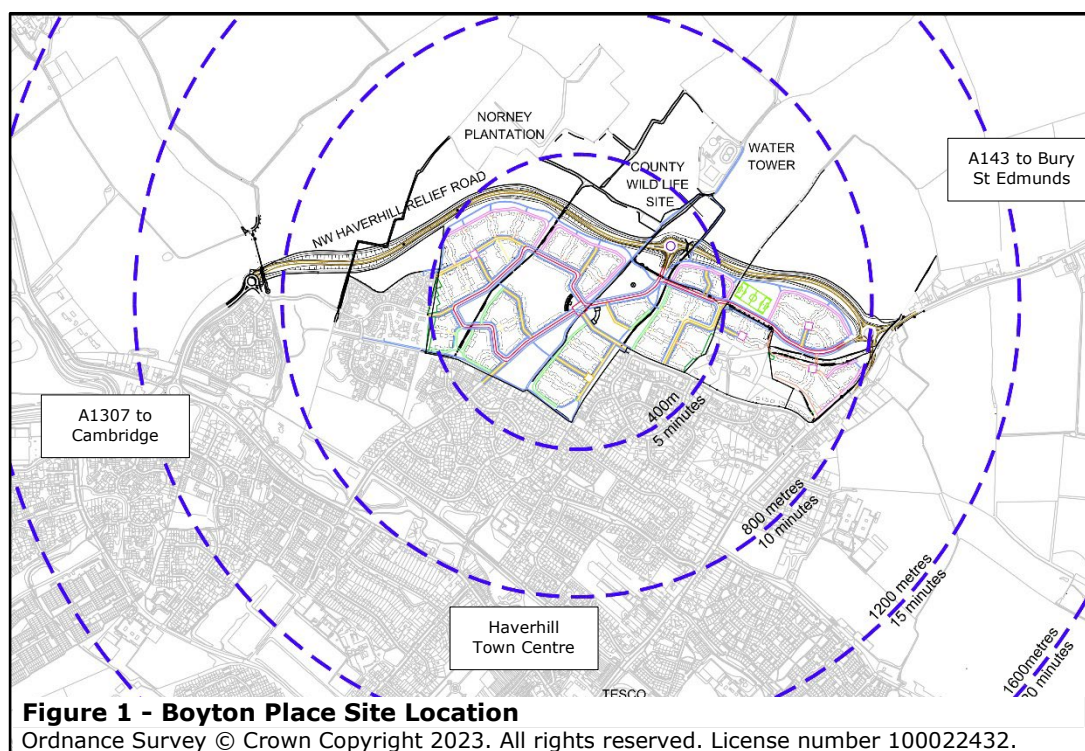 NORNEY
PLANTATION
COUNTY
WILD LIFE
SITE
WATER
TOWER
A143 to Bury
St Edmunds
NW HAVERHILL RELIEF ROAD
A1307 to
Cambridge
400m
5 minutes
800 metres
10 minutes
1200 metres
15 minutes
1600metres
minutes
Haverhill
Town Centre
TESCO
Figure 1 - Boyton Place Site Location
Ordnance Survey © Crown Copyright 2023. All rights reserved. License number 100022432.